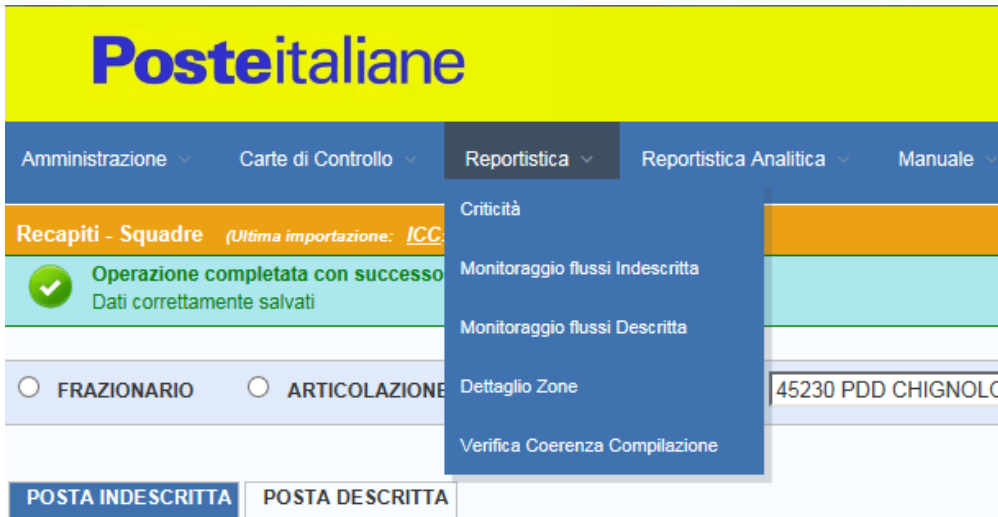 Posteitaliane
Amministrazione Carte di Controllo Reportistica Reportistica Analitica Manuale
Criticità
Recapiti - Squadre (Ultima importazione: ICC:
Operazione completata con successo
Monitoraggio flussi Indescritta
Dati correttamente salvati
Monitoraggio flussi Descritta
FRAZIONARIO ARTICOLAZIONE Dettaglio Zone 45230 PDD CHIGNOLO
Verifica Coerenza Compilazione
POSTA INDESCRITTA POSTA DESCRITTA